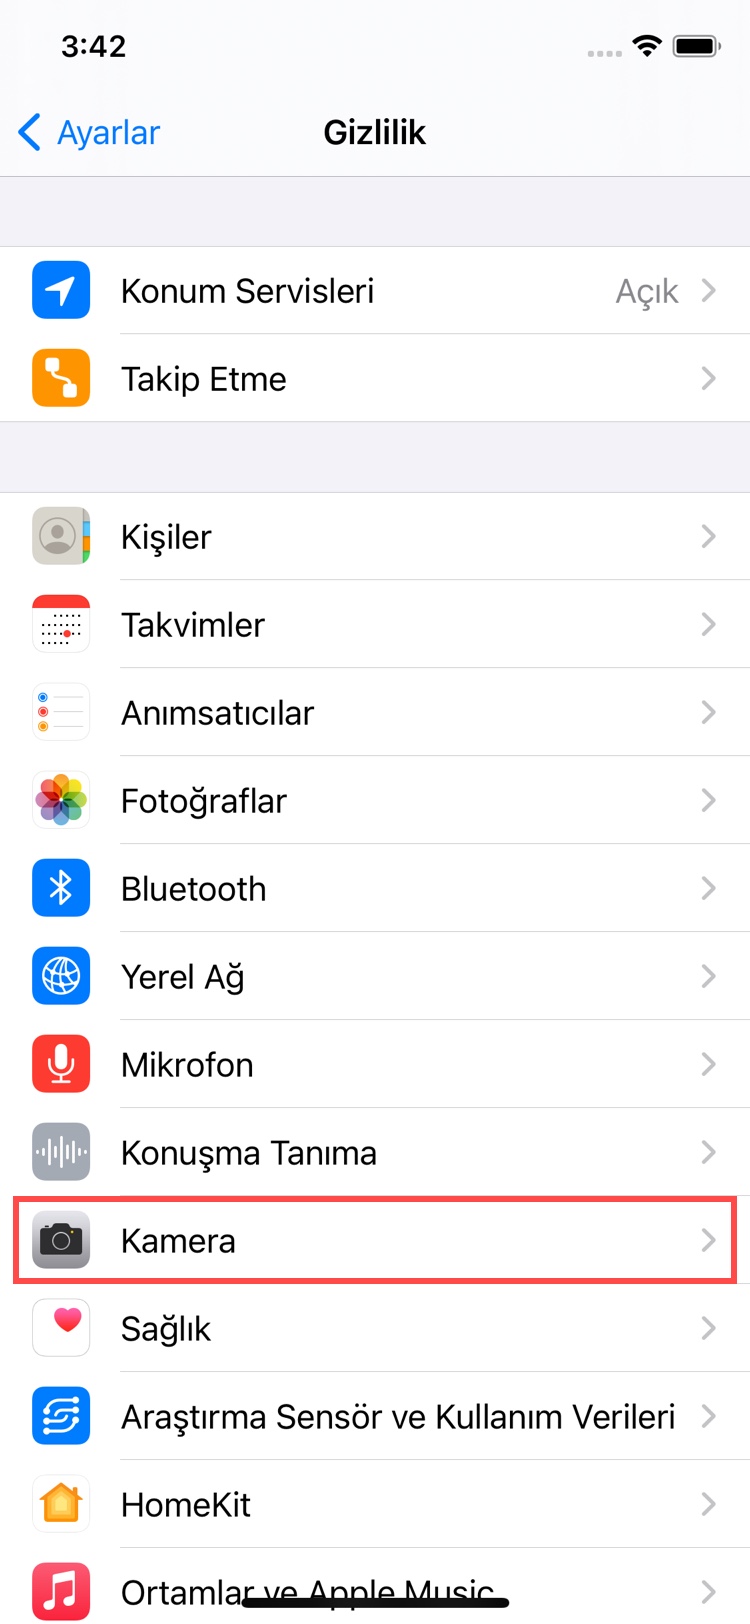 3:42
Ayarlar
Gizlilik
Konum Servisleri Açık
Takip Etme
Kişiler
Takvimler
Anımsatıcılar
Fotoğraflar
Bluetooth
Yerel Ağ
Mikrofon
Konuşma Tanıma
Kamera
Sağlık
Araştırma Sensör ve Kullanım Verileri
HomeKit
Ortamlar ve Apple Music